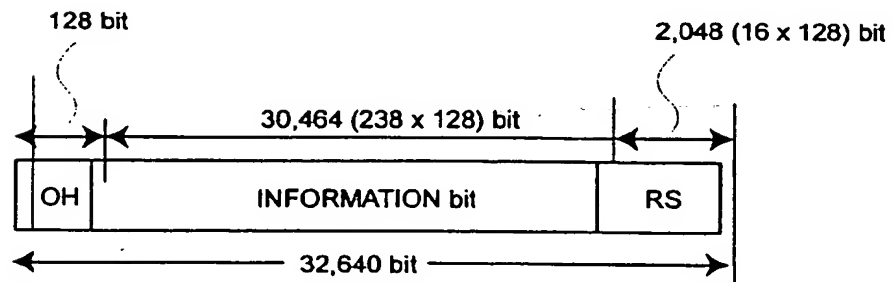 128 bit
2,048 (16 x 128) bit
30,464 (238 x 128) bit
OH
INFORMATION bit
RS
32,640 bit